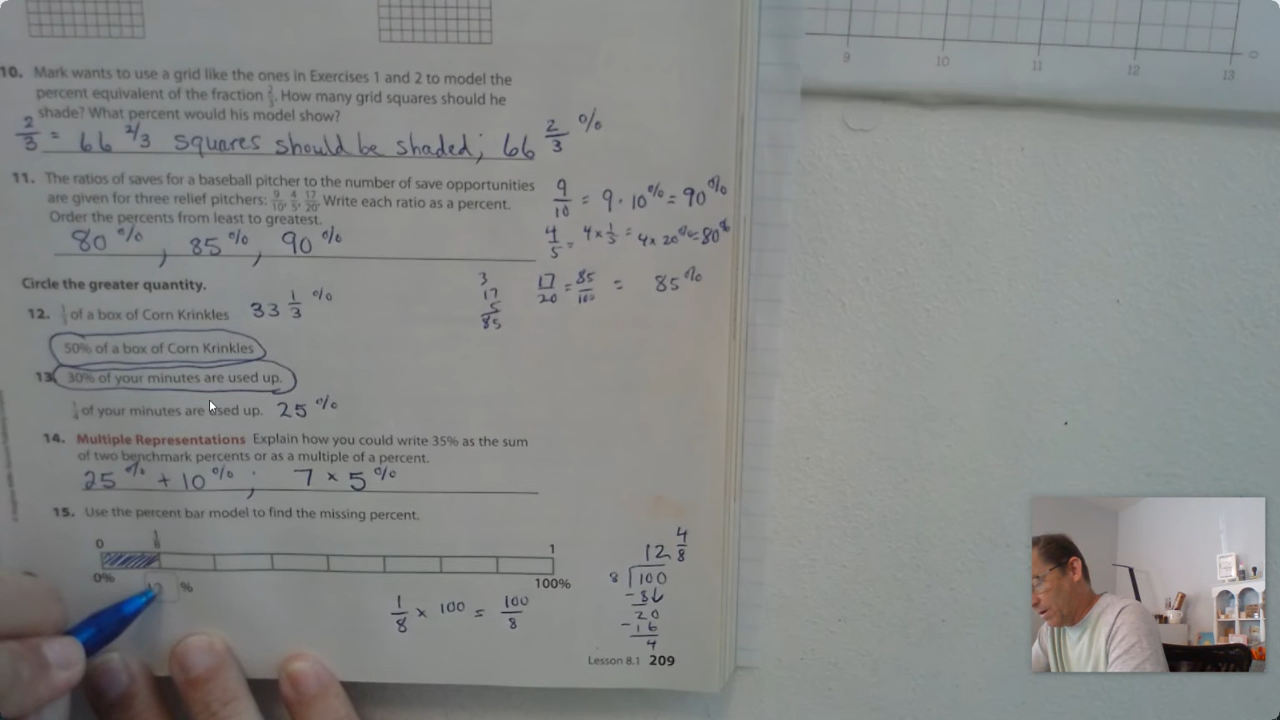 9 10 11 12 13
10. Mark wants to use a grid like the ones in Exercises 1 and 2 to model the
percent equivalent of the fraction 2/3. How many grid squares should he
shade? What percent would his model show?
2/3 = 66 2/3 squares should be shaded; 66 2/3 %
11. The ratios of saves for a baseball pitcher to the number of save opportunities
are given for three relief pitchers: 9/10, 4/5, 17/20. Write each ratio as a percent.
Order the percents from least to greatest.
80%, 85%, 90%
9/10 = 9 · 10% = 90%
4/5 = 4 x 1/5 = 4 x 20% = 80%
17/20 = 85/100 = 85%
3
17
5
85
Circle the greater quantity.
12. 1/3 of a box of Corn Krinkles 33 1/3 %
50% of a box of Corn Krinkles
13. 30% of your minutes are used up.
1/4 of your minutes are used up. 25%
14. Multiple Representations Explain how you could write 35% as the sum
of two benchmark percents or as a multiple of a percent.
25% + 10%; 7 x 5%
15. Use the percent bar model to find the missing percent.
0 1/8 1
0% 12 % 100%
1/8 x 100 = 100/8
12 4/8
8 100
-8
20
-16
4
Lesson 8.1 209